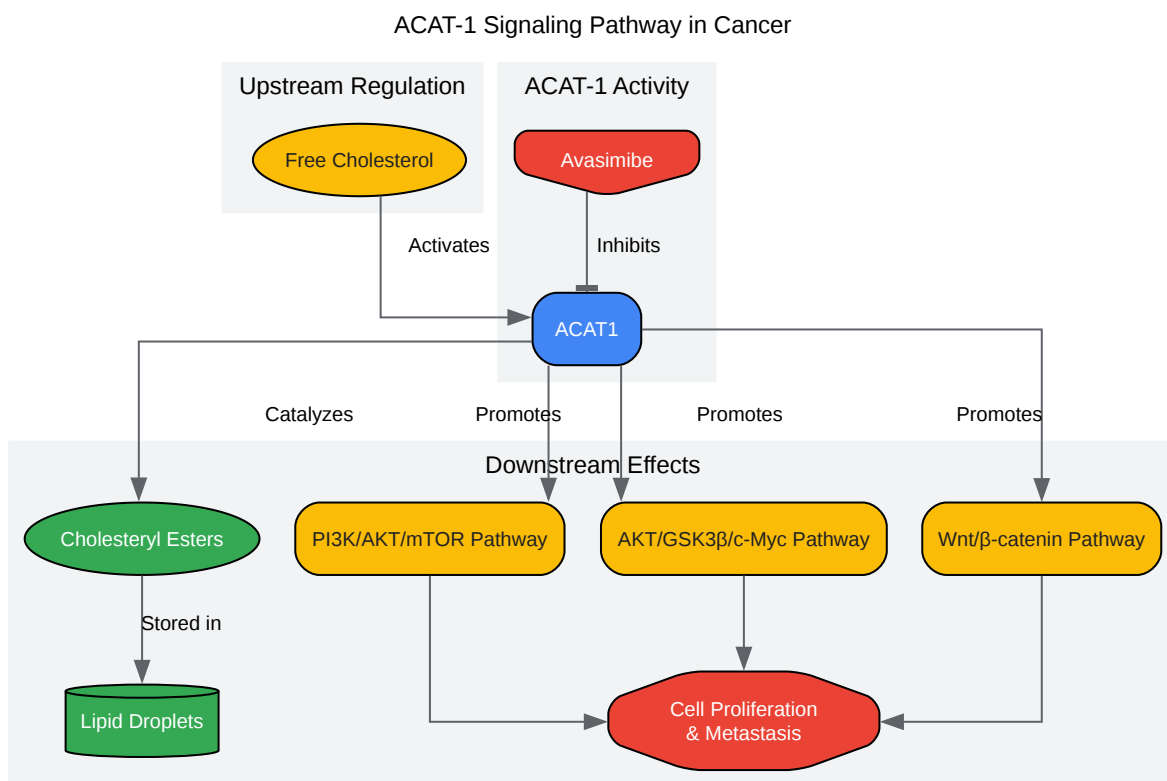 ACAT-1 Signaling Pathway in Cancer
Upstream Regulation
ACAT-1 Activity
Free Cholesterol
Avasimibe
Activates
Inhibits
ACAT1
Catalyzes
Promotes
Promotes
Promotes
Downstream Effects
Cholesteryl Esters
PI3K/AKT/mTOR Pathway
AKT/GSK3β/c-Myc Pathway
Wnt/β-catenin Pathway
Stored in
Lipid Droplets
Cell Proliferation
& Metastasis